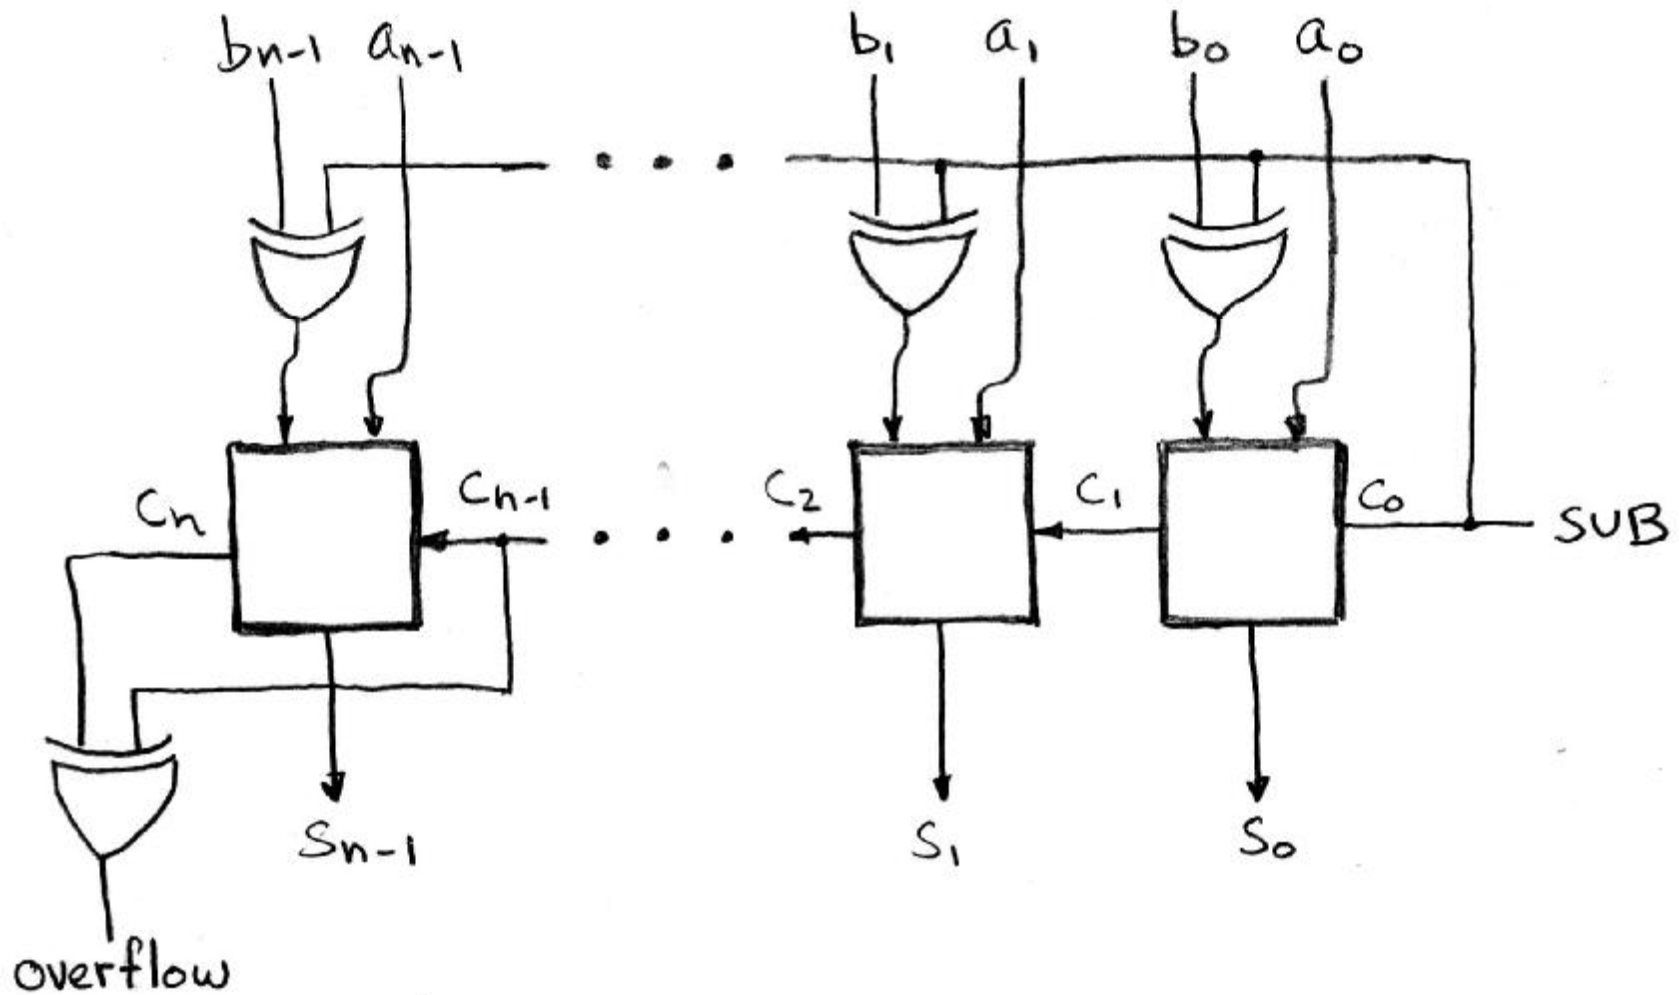 bn-1 an-1 b1 a1 b0 a0
Cn Cn-1 C2 C1 C0 SUB
Sn-1 S1 S0
overflow